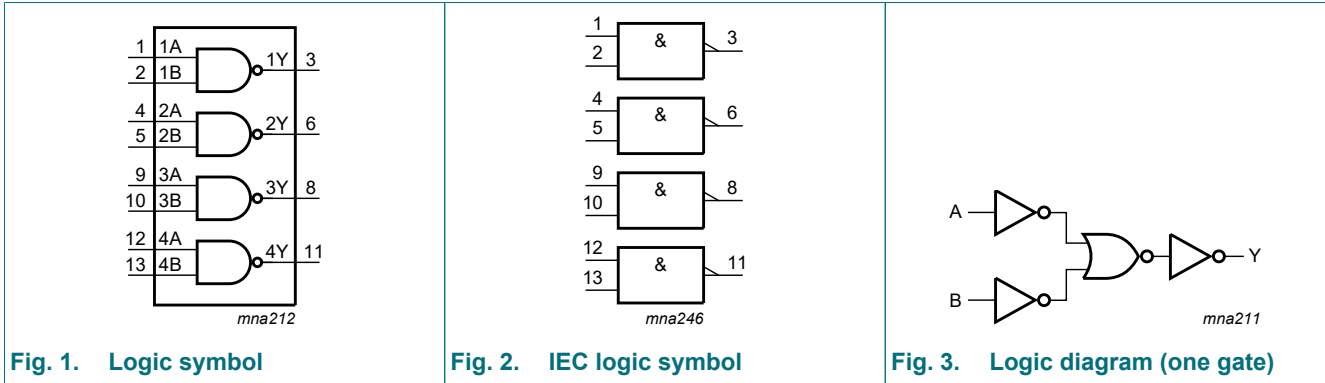 1 1A 1Y 3
2 1B
4 2A 2Y 6
5 2B
9 3A 3Y 8
10 3B
12 4A 4Y 11
13 4B
mna212
Fig. 1. Logic symbol
1 & 3
2
4 & 6
5
9 & 8
10
12 & 11
13
mna246
Fig. 2. IEC logic symbol
A
Y
B
mna211
Fig. 3. Logic diagram (one gate)